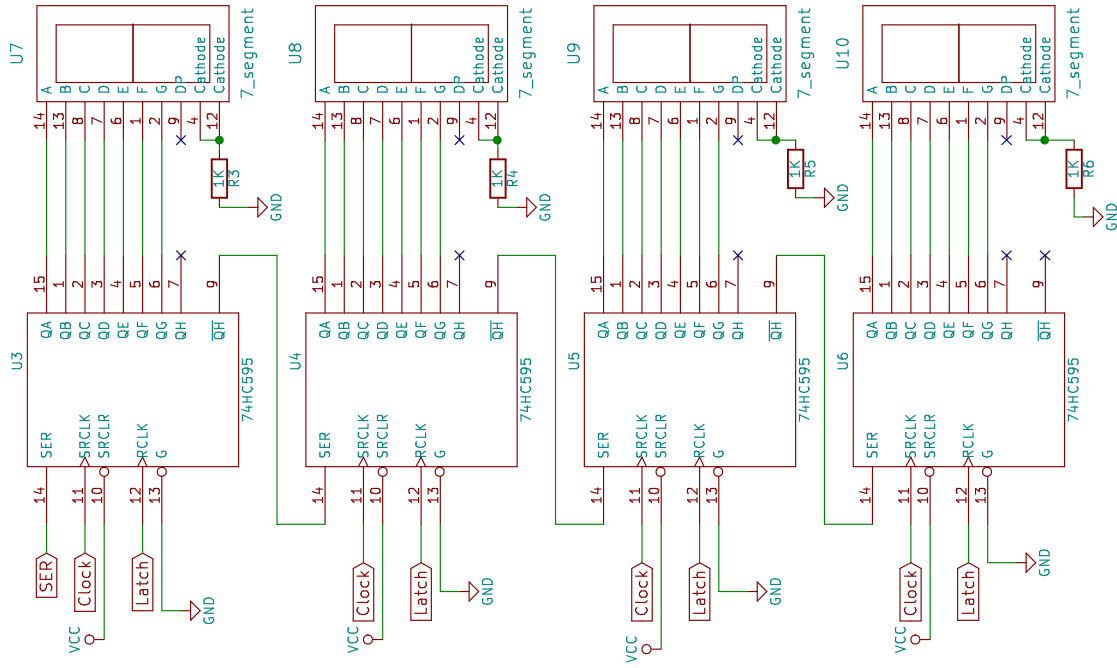 U7
7_segment
A B C D E F G DP Cathode Cathode
14 13 8 7 6 1 2 9 4 12
1K R3
GND
U8
7_segment
A B C D E F G DP Cathode Cathode
14 13 8 7 6 1 2 9 4 12
1K R4
GND
U9
7_segment
A B C D E F G DP Cathode Cathode
14 13 8 7 6 1 2 9 4 12
1K R5
GND
U10
7_segment
A B C D E F G DP Cathode Cathode
14 13 8 7 6 1 2 9 4 12
1K R6
GND
15 1 2 3 4 5 6 7 9
QA QB QC QD QE QF QG QH QH
U3
74HC595
SER SRCLK SRCLR RCLK G
14 11 10 12 13
SER
Clock
Latch
GND
VCC
15 1 2 3 4 5 6 7 9
QA QB QC QD QE QF QG QH QH
U4
74HC595
SER SRCLK SRCLR RCLK G
14 11 10 12 13
Clock
Latch
GND
VCC
15 1 2 3 4 5 6 7 9
QA QB QC QD QE QF QG QH QH
U5
74HC595
SER SRCLK SRCLR RCLK G
14 11 10 12 13
Clock
Latch
GND
VCC
15 1 2 3 4 5 6 7 9
QA QB QC QD QE QF QG QH QH
U6
74HC595
SER SRCLK SRCLR RCLK G
14 11 10 12 13
Clock
Latch
GND
VCC